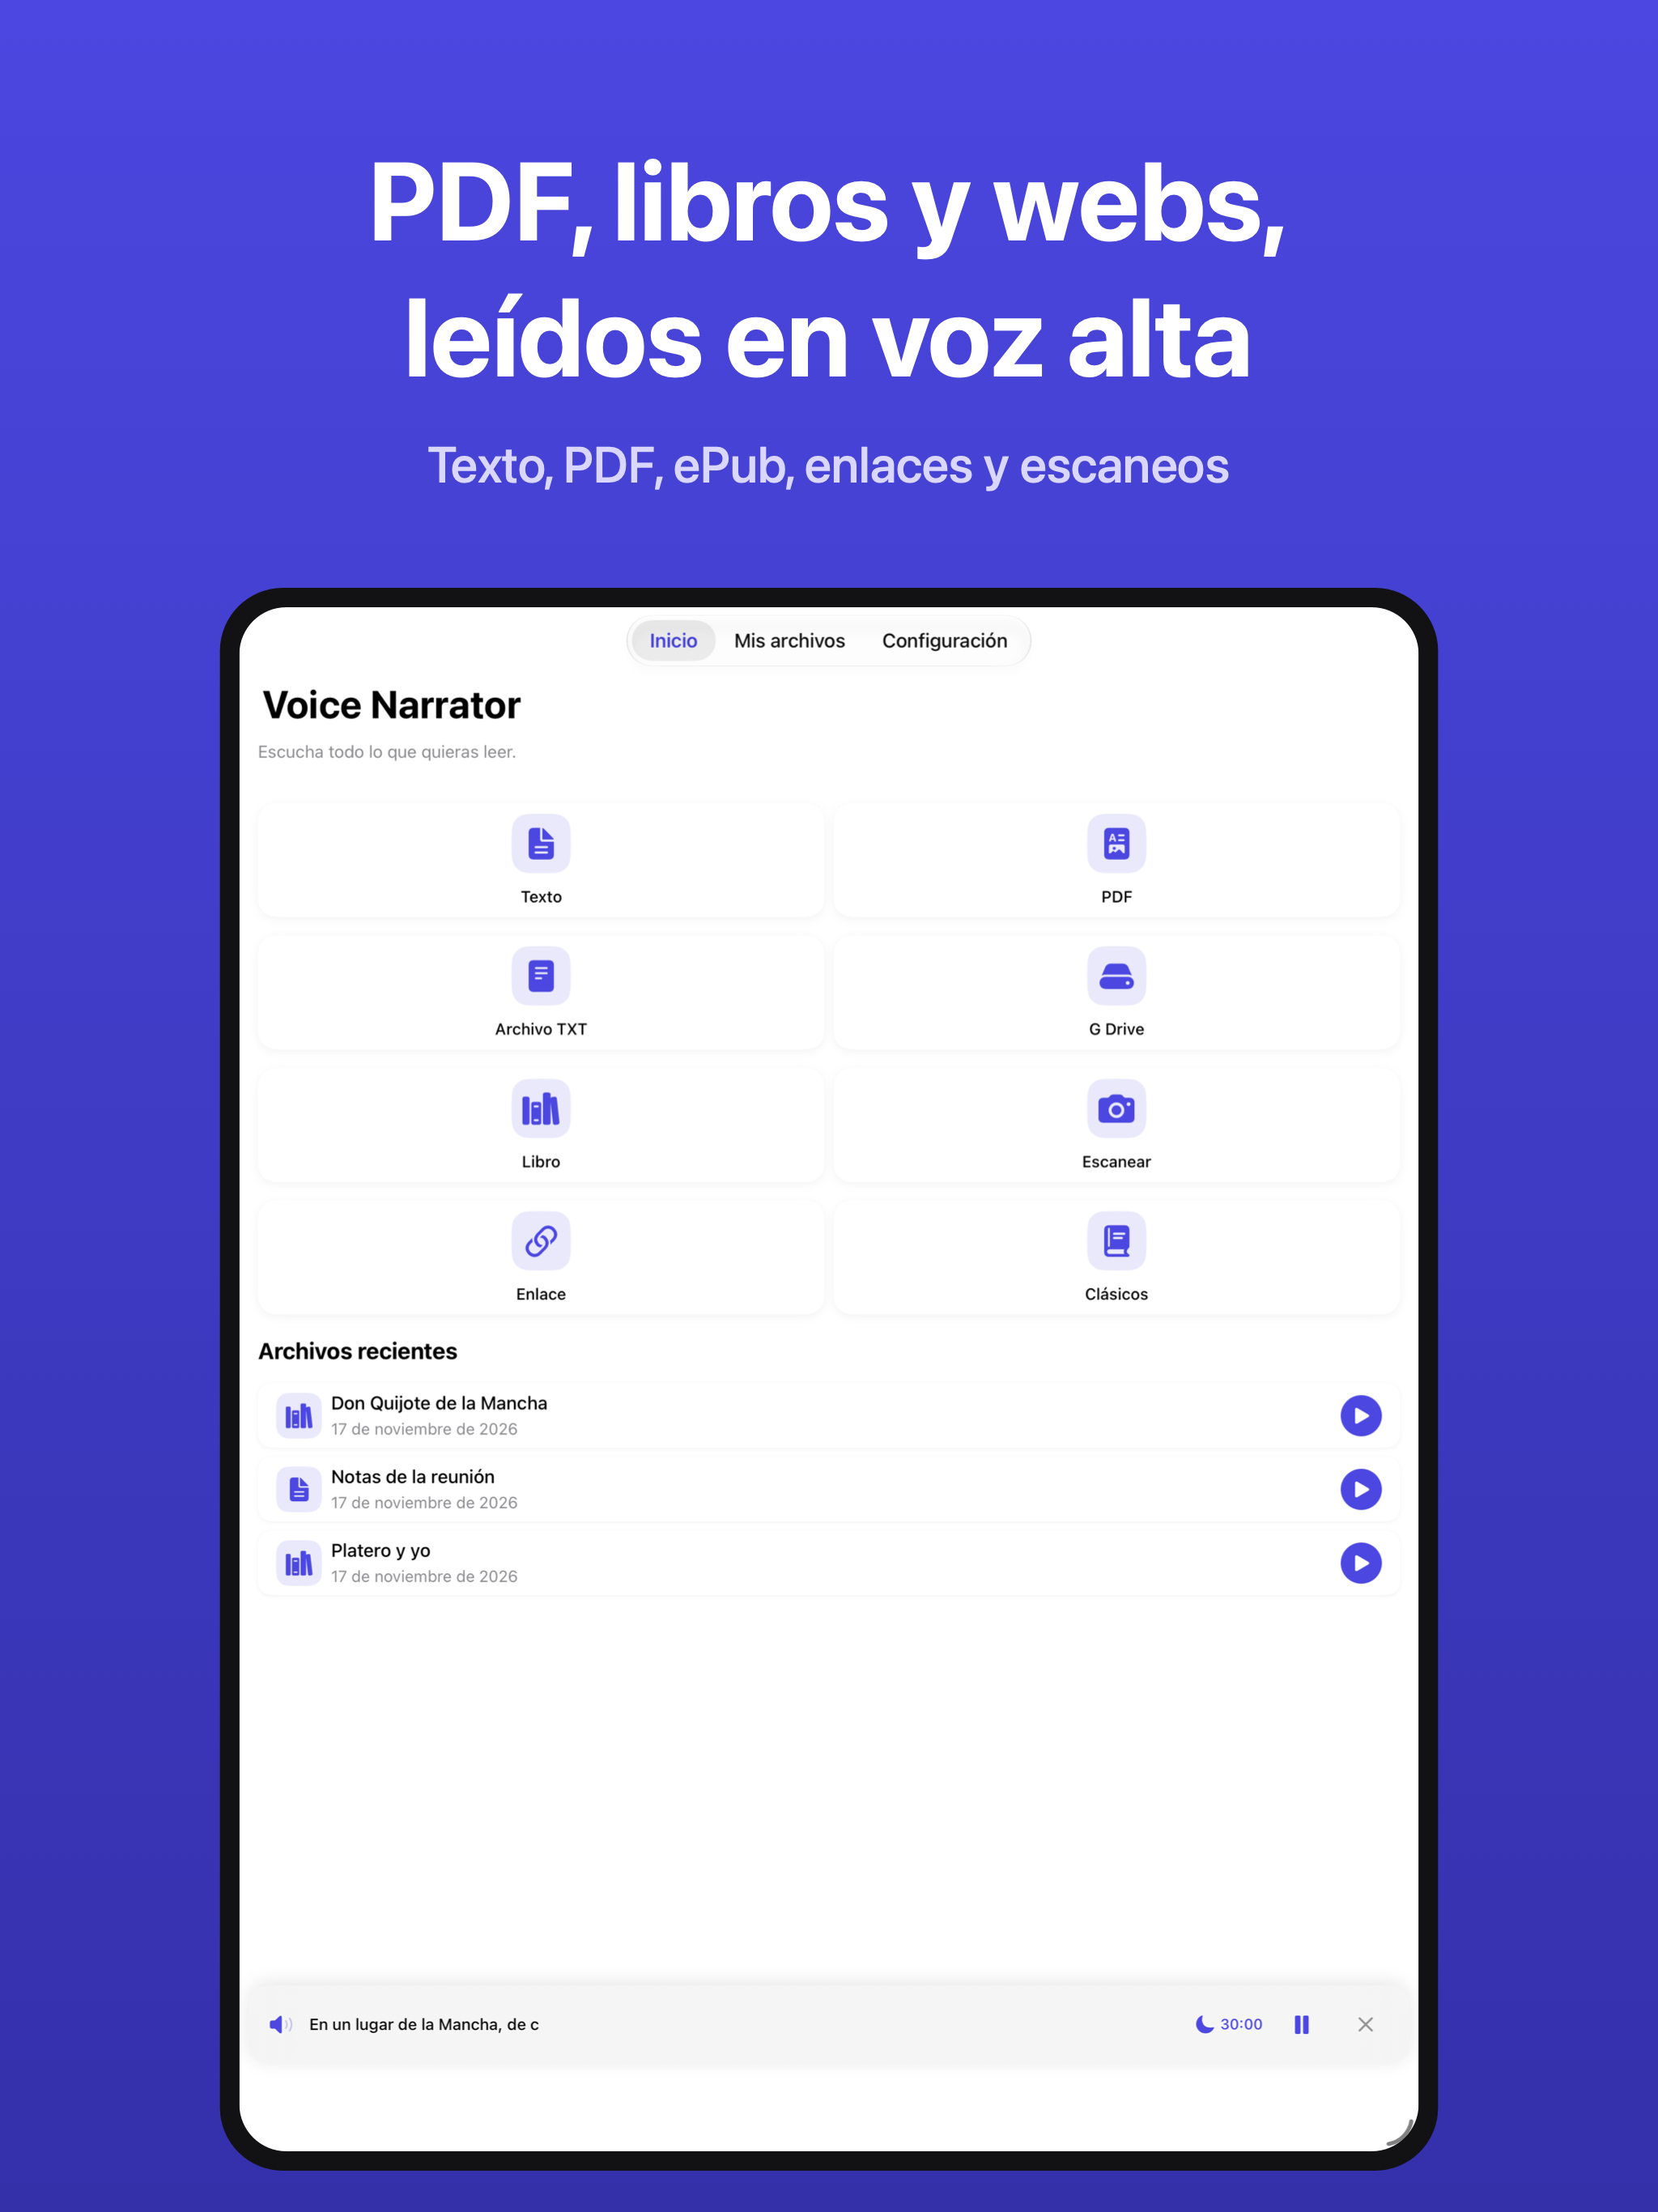 PDF, libros y webs,
leídos en voz alta
Texto, PDF, ePub, enlaces y escaneos
Inicio Mis archivos Configuración
Voice Narrator
Escucha todo lo que quieras leer.
Texto PDF
Archivo TXT G Drive
Libro Escanear
Enlace Clásicos
Archivos recientes
Don Quijote de la Mancha
17 de noviembre de 2026
Notas de la reunión
17 de noviembre de 2026
Platero y yo
17 de noviembre de 2026
En un lugar de la Mancha, de c 30:00